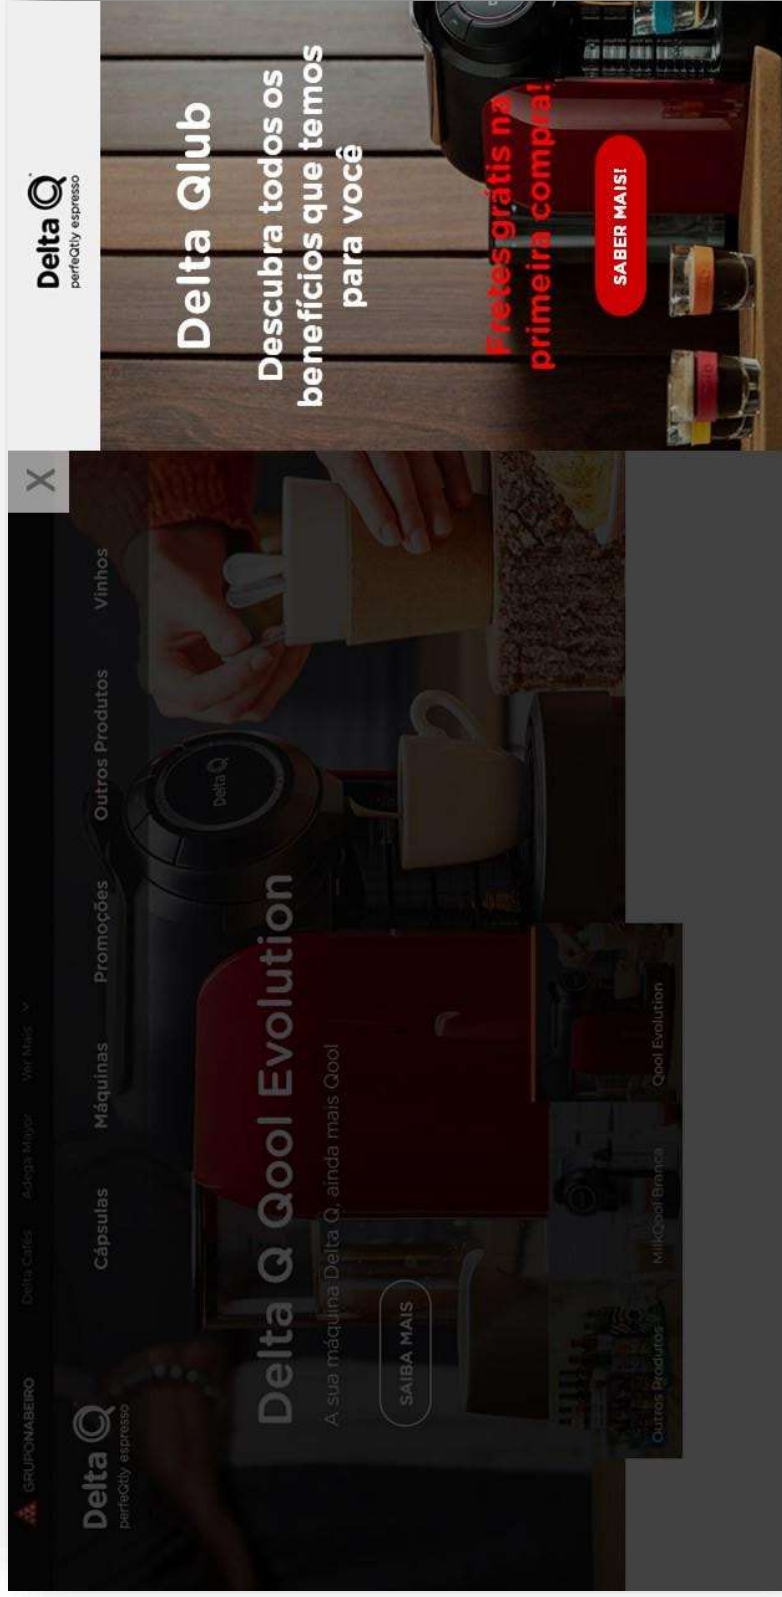 GRUPONABEIRO
Delta Cafés
Adega Mayor
Ver Mais
Delta Q
perfeQtly espresso
Cápsulas
Máquinas
Promoções
Outros Produtos
Vinhos
Delta Q Qool Evolution
A sua máquina Delta Q, ainda mais Qool
SAIBA MAIS
Delta Q
Outros Produtos
MilkQool Branca
Qool Evolution
X
Delta Q
perfeQtly espresso
Delta Qlub
Descubra todos os
benefícios que temos
para você
Fretes grátis na
primeira compra!
SABER MAIS!